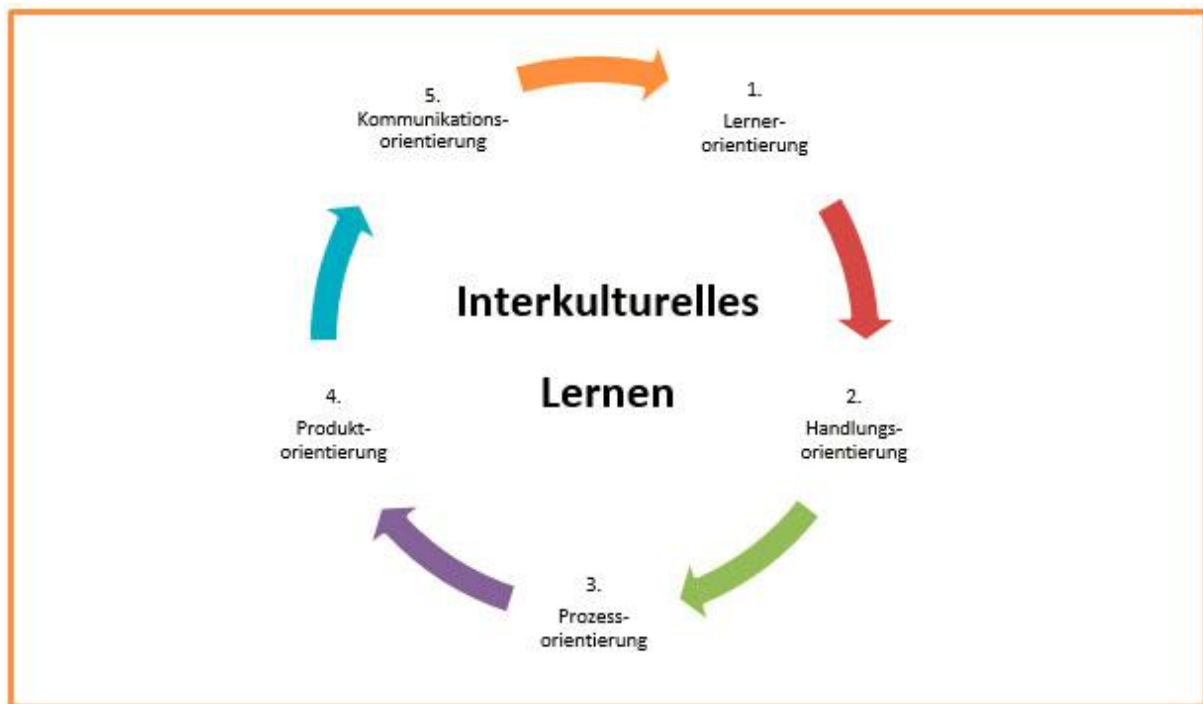 1.
Lerner-
orientierung
2.
Handlungs-
orientierung
3.
Prozess-
orientierung
4.
Produkt-
orientierung
5.
Kommunikations-
orientierung
Interkulturelles
Lernen